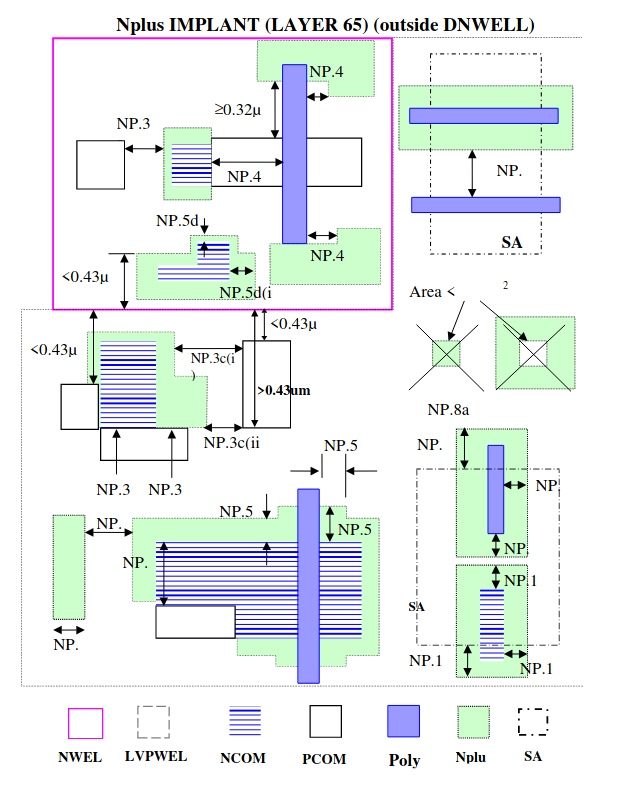 Nplus IMPLANT (LAYER 65) (outside DNWELL)
NP.4
≥0.32µ
NP.3
NP.4
NP.
NP.5d
NP.4
SA
<0.43µ
NP.5d(i
Area <
2
<0.43µ
<0.43µ
NP.3c(i
)
>0.43um
NP.8a
NP.3c(ii
NP.
NP.5
NP.3
NP.3
NP.
NP.5
NP.
NP.5
NP.
NP
NP.1
SA
NP.
NP.1
NP.1
NWEL
LVPWEL
NCOM
PCOM
Poly
Nplu
SA